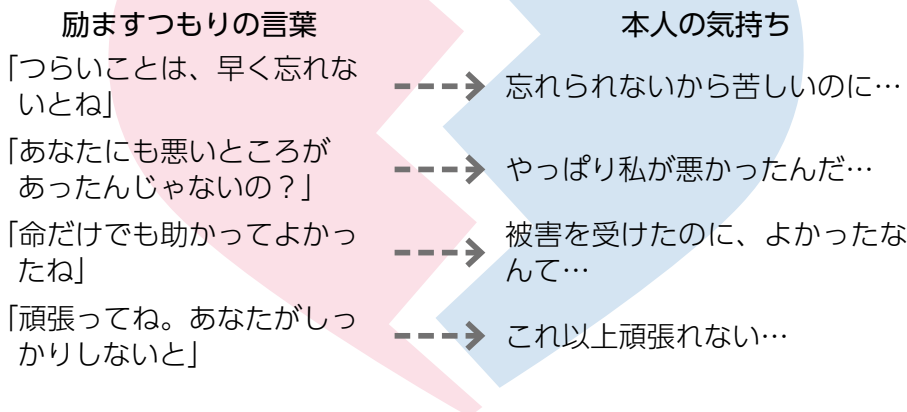 励ますつもりの言葉
本人の気持ち
「つらいことは、早く忘れな
いとね」
忘れられないから苦しいのに…
「あなたにも悪いところが
あったんじゃないの？」
やっぱり私が悪かったんだ…
「命だけでも助かってよかっ
たね」
被害を受けたのに、よかったな
んて…
「頑張ってね。あなたがしっ
かりしないと」
これ以上頑張れない…